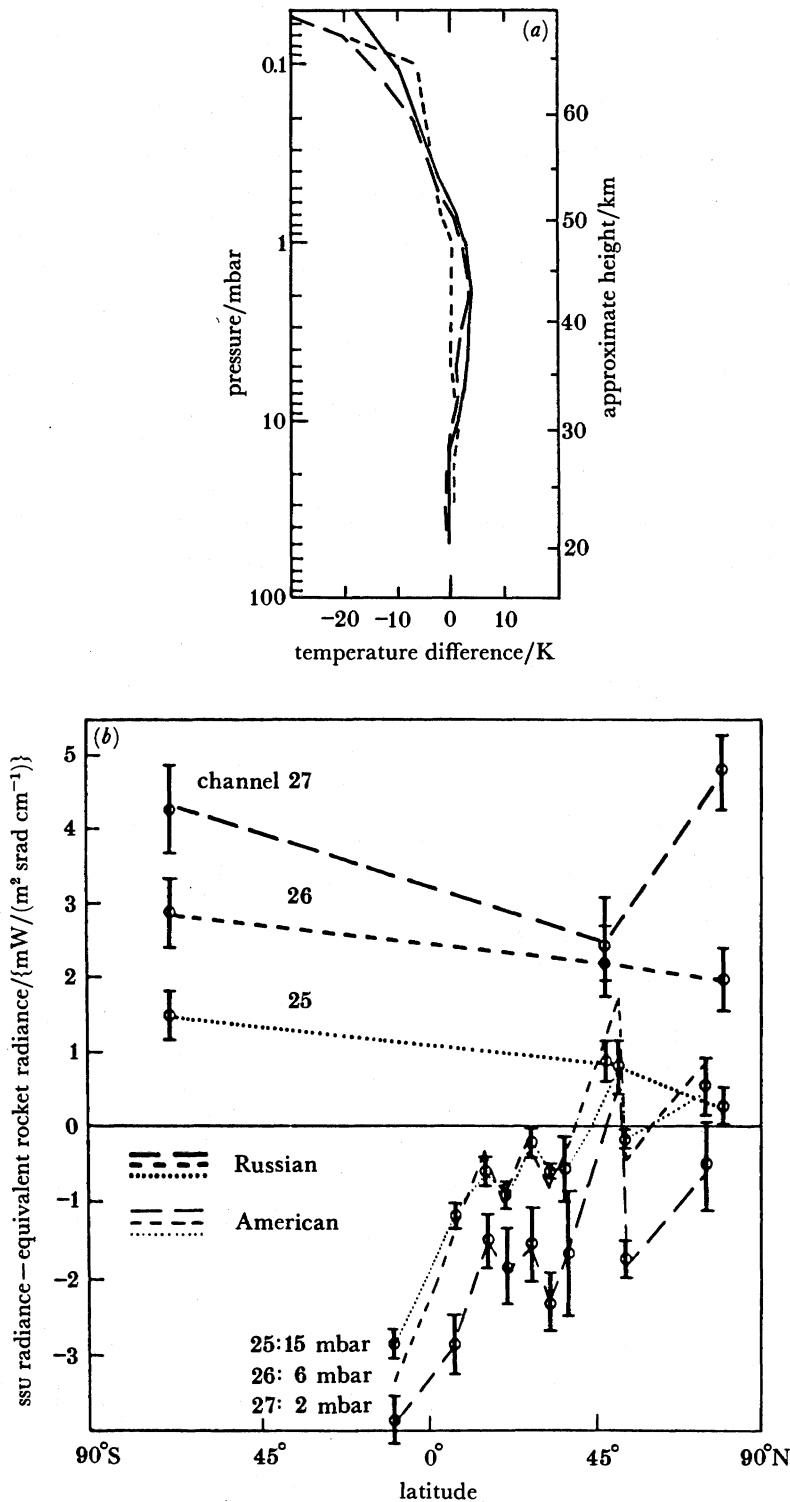 (a)
0.1
1
10
100
pressure/mbar
60
50
40
30
20
approximate height/km
−20 −10 0 10
temperature difference/K
(b)
5
4
3
2
1
0
−1
−2
−3
SSU radiance − equivalent rocket radiance/{mW/(m² srad cm⁻¹)}
channel 27
26
25
Russian
American
25:15 mbar
26: 6 mbar
27: 2 mbar
90°S 45° 0° 45° 90°N
latitude